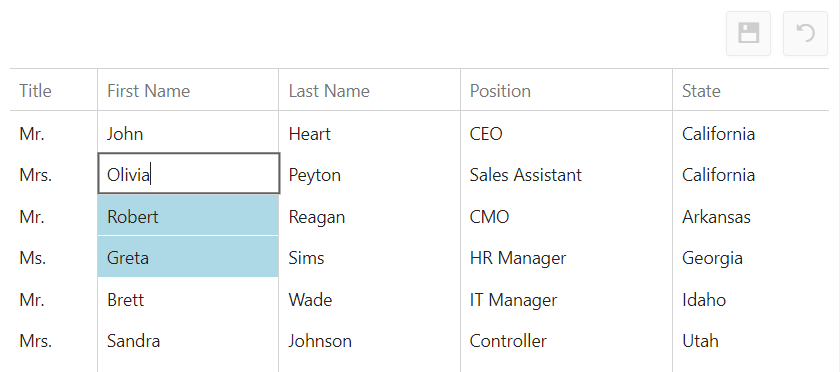 Title First Name Last Name Position State
Mr. John Heart CEO California
Mrs. Olivia Peyton Sales Assistant California
Mr. Robert Reagan CMO Arkansas
Ms. Greta Sims HR Manager Georgia
Mr. Brett Wade IT Manager Idaho
Mrs. Sandra Johnson Controller Utah